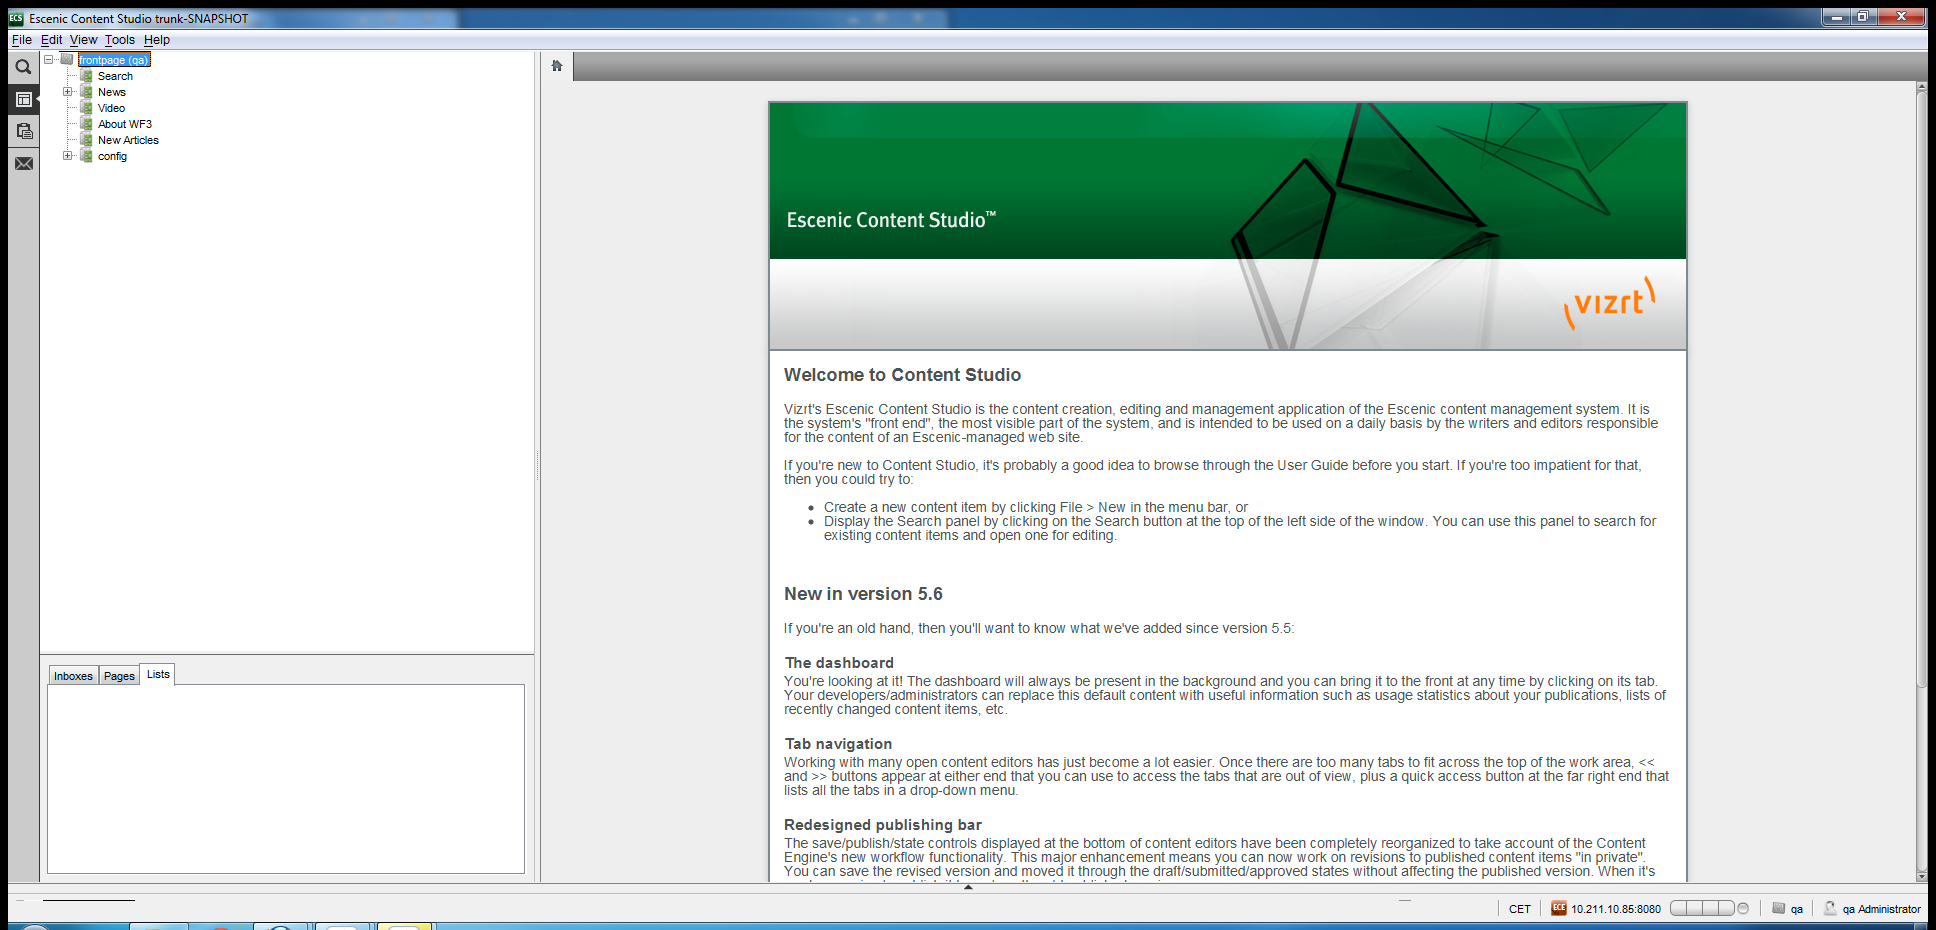 ECS Escenic Content Studio trunk-SNAPSHOT
File Edit View Tools Help
frontpage (qa)
Search
News
Video
About WF3
New Articles
config
Inboxes Pages Lists
Escenic Content Studio™
vizrt
Welcome to Content Studio
Vizrt's Escenic Content Studio is the content creation, editing and management application of the Escenic content management system. It is
the system's "front end", the most visible part of the system, and is intended to be used on a daily basis by the writers and editors responsible
for the content of an Escenic-managed web site.
If you're new to Content Studio, it's probably a good idea to browse through the User Guide before you start. If you're too impatient for that,
then you could try to:
• Create a new content item by clicking File > New in the menu bar, or
• Display the Search panel by clicking on the Search button at the top of the left side of the window. You can use this panel to search for
existing content items and open one for editing.
New in version 5.6
If you're an old hand, then you'll want to know what we've added since version 5.5:
The dashboard
You're looking at it! The dashboard will always be present in the background and you can bring it to the front at any time by clicking on its tab.
Your developers/administrators can replace this default content with useful information such as usage statistics about your publications, lists of
recently changed content items, etc.
Tab navigation
Working with many open content editors has just become a lot easier. Once there are too many tabs to fit across the top of the work area, <<
and >> buttons appear at either end that you can use to access the tabs that are out of view, plus a quick access button at the far right end that
lists all the tabs in a drop-down menu.
Redesigned publishing bar
The save/publish/state controls displayed at the bottom of content editors have been completely reorganized to take account of the Content
Engine's new workflow functionality. This major enhancement means you can now work on revisions to published content items "in private".
You can save the revised version and moved it through the draft/submitted/approved states without affecting the published version. When it's
CET ECE 10.211.10.85:8080 qa qa Administrator